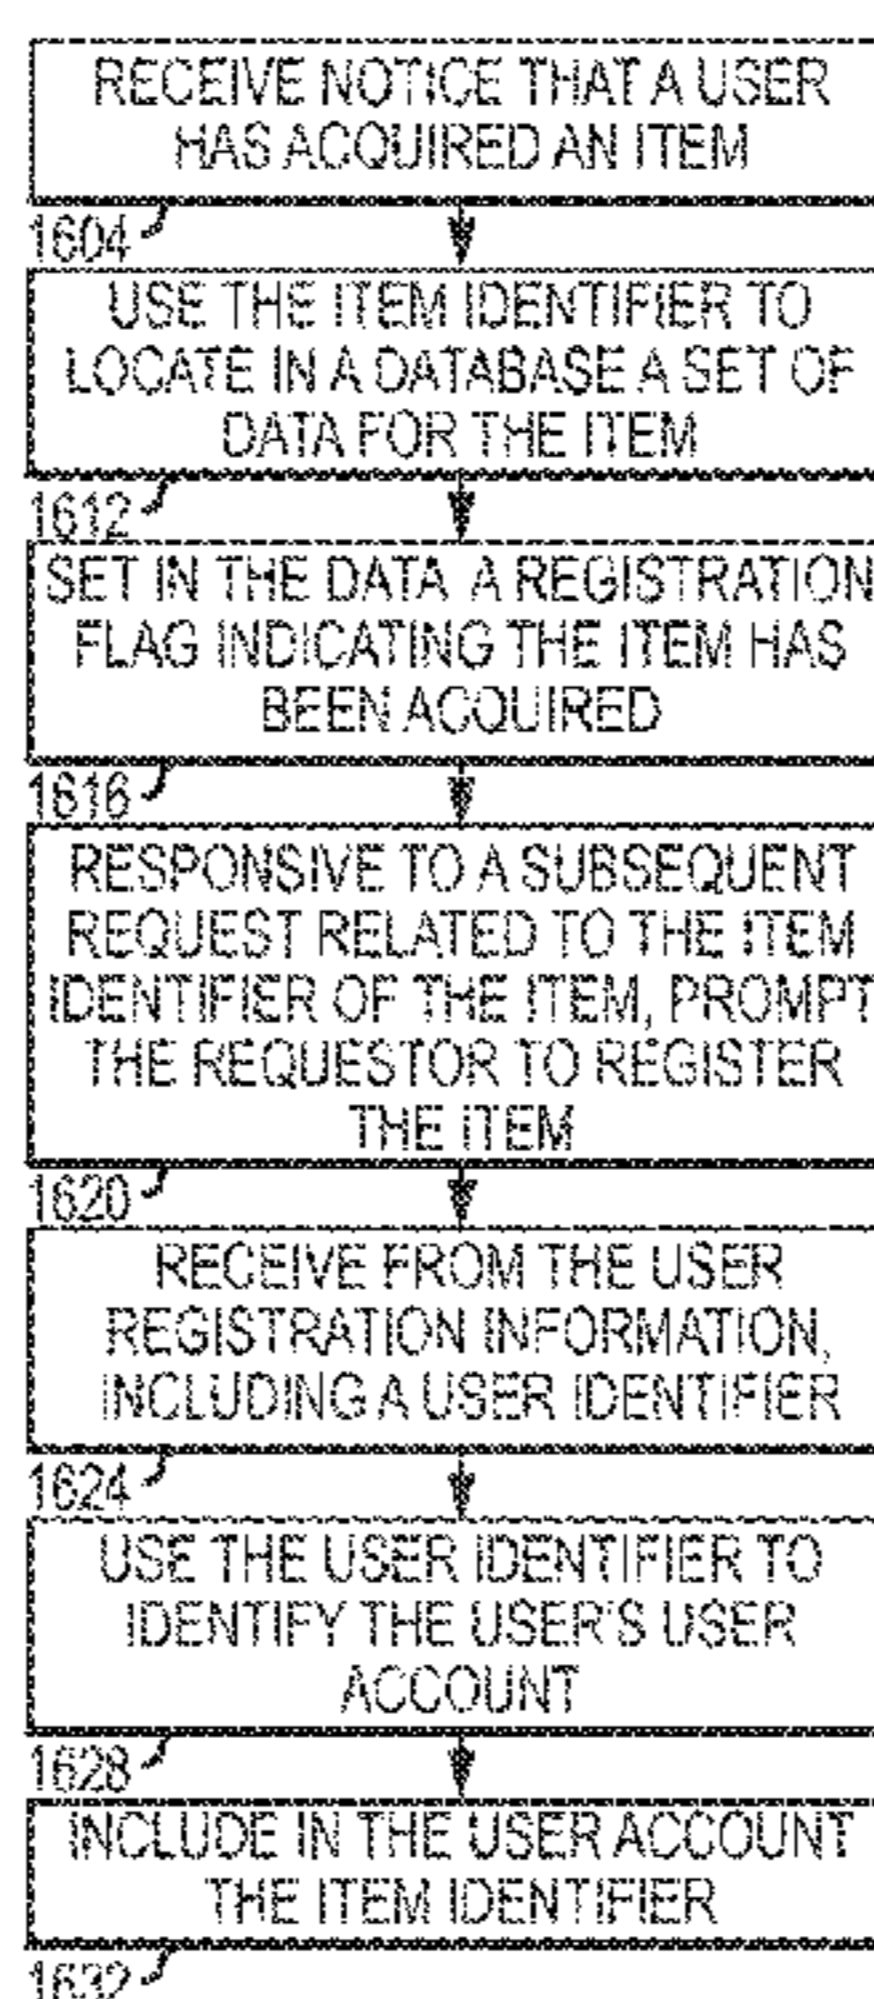 RECEIVE NOTICE THAT A USER
HAS ACQUIRED AN ITEM
1604
USE THE ITEM IDENTIFIER TO
LOCATE IN A DATABASE A SET OF
DATA FOR THE ITEM
1612
SET IN THE DATA A REGISTRATION
FLAG INDICATING THE ITEM HAS
BEEN ACQUIRED
1616
RESPONSIVE TO A SUBSEQUENT
REQUEST RELATED TO THE ITEM
IDENTIFIER OF THE ITEM, PROMPT
THE REQUESTOR TO REGISTER
THE ITEM
1620
RECEIVE FROM THE USER
REGISTRATION INFORMATION,
INCLUDING A USER IDENTIFIER
1624
USE THE USER IDENTIFIER TO
IDENTIFY THE USER'S USER
ACCOUNT
1628
INCLUDE IN THE USER ACCOUNT
THE ITEM IDENTIFIER
1632